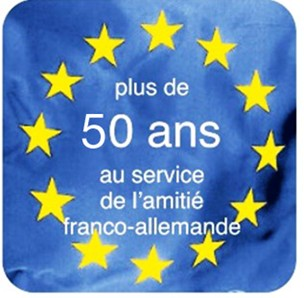 plus de
50 ans
au service
de l'amitié
franco-allemande